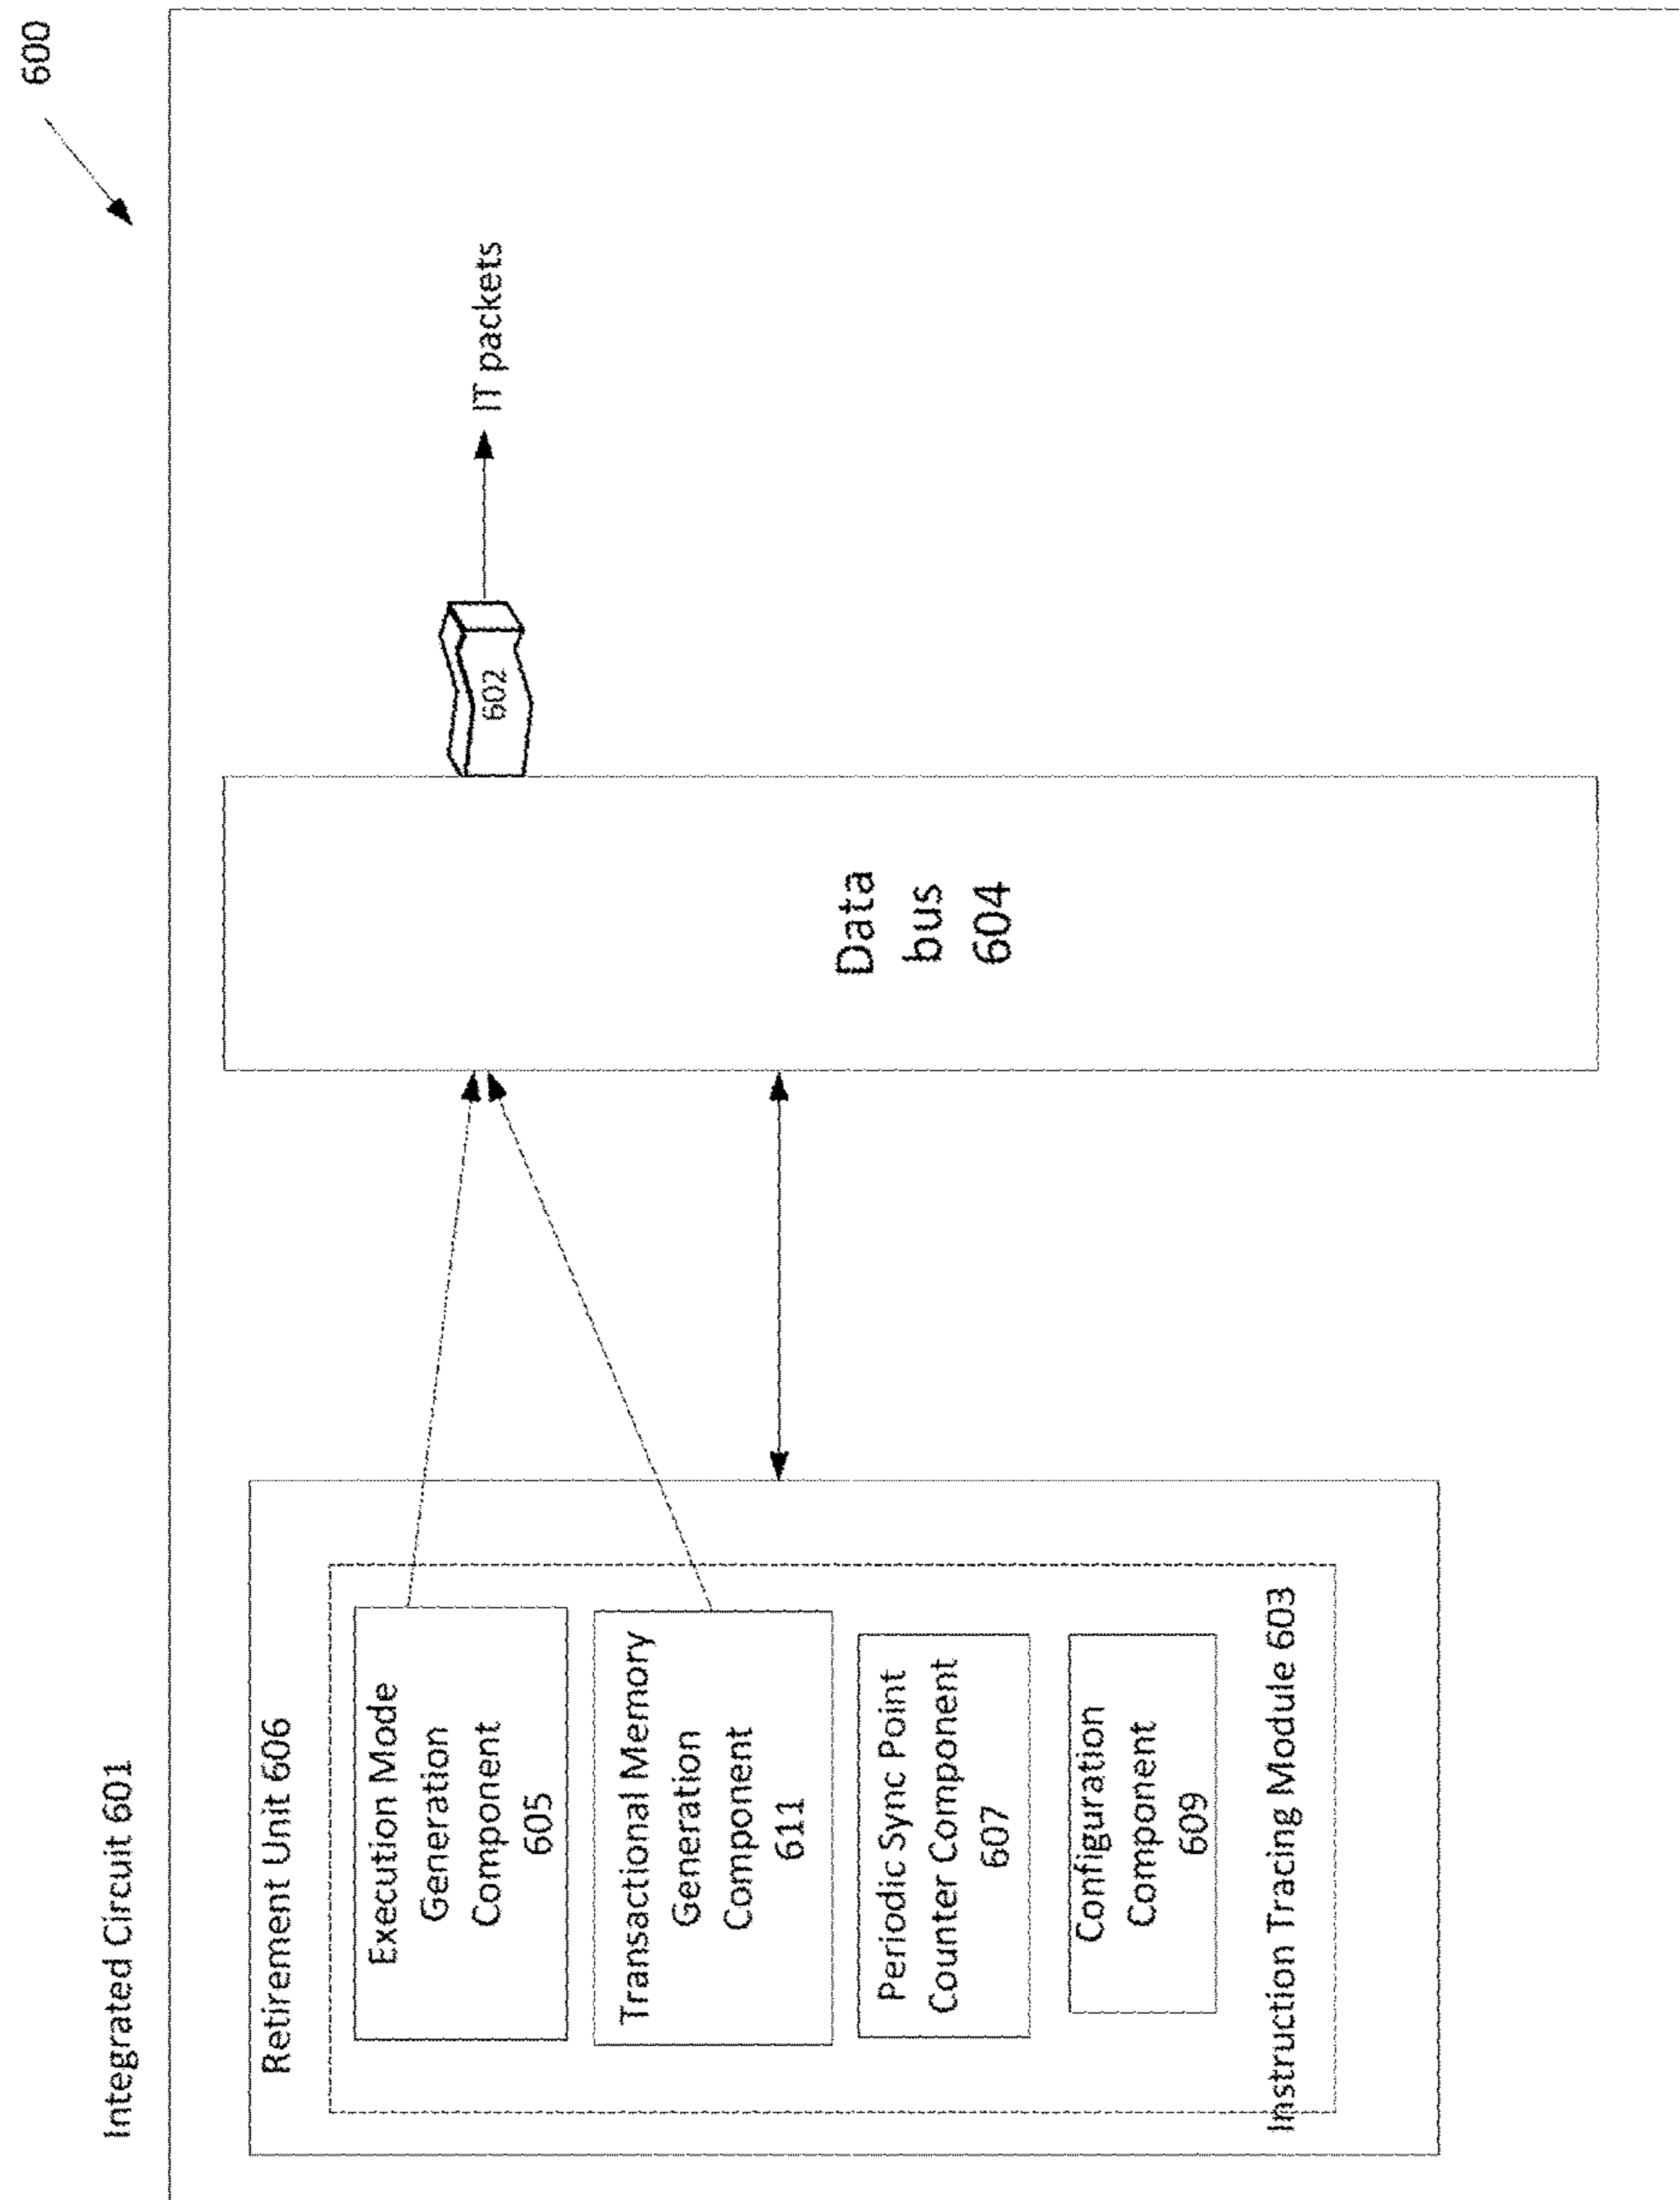 600
Integrated Circuit 601
Retirement Unit 606
Execution Mode
Generation
Component
605
Transactional Memory
Generation
Component
611
Periodic Sync Point
Counter Component
607
Configuration
Component
609
Instruction Tracing Module 603
Data
bus
604
602
IT packets